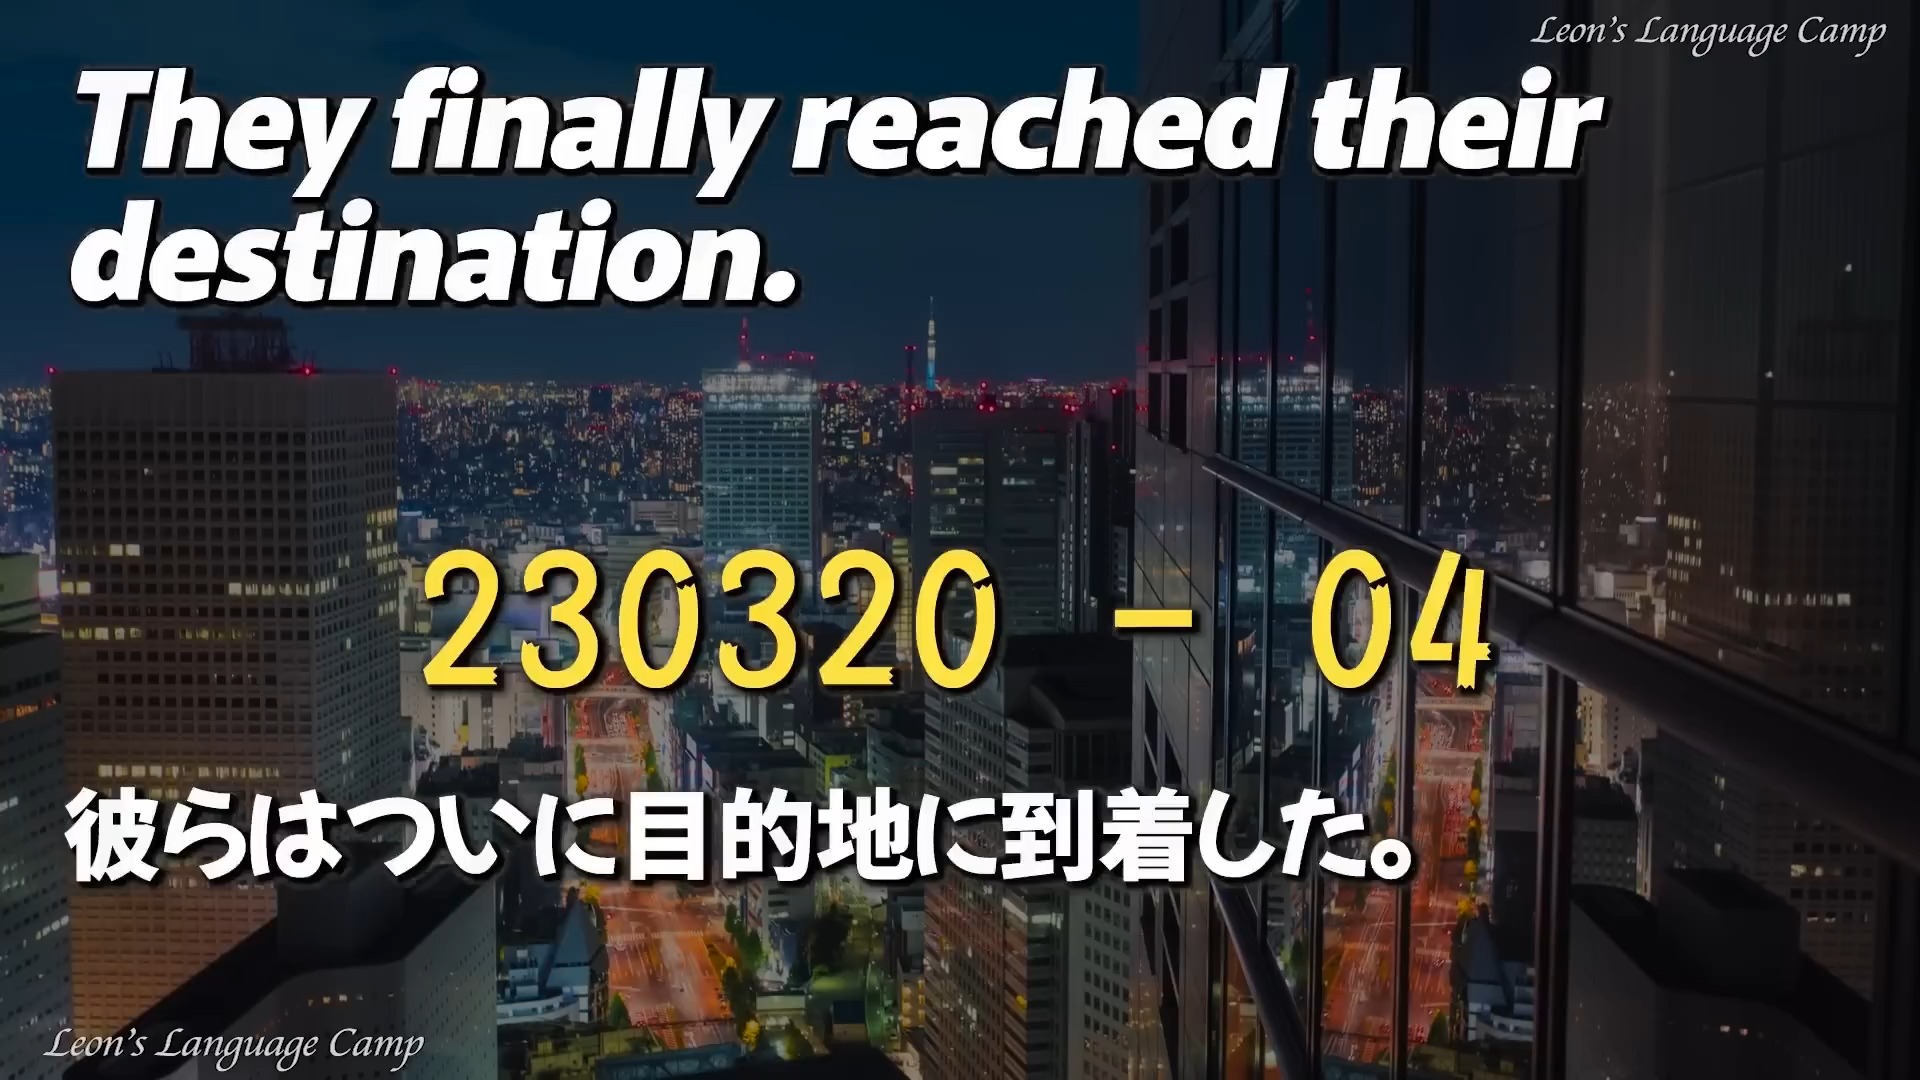 Leon's Language Camp
They finally reached their
destination.
230320 - 04
彼らはついに目的地に到着した。
Leon's Language Camp